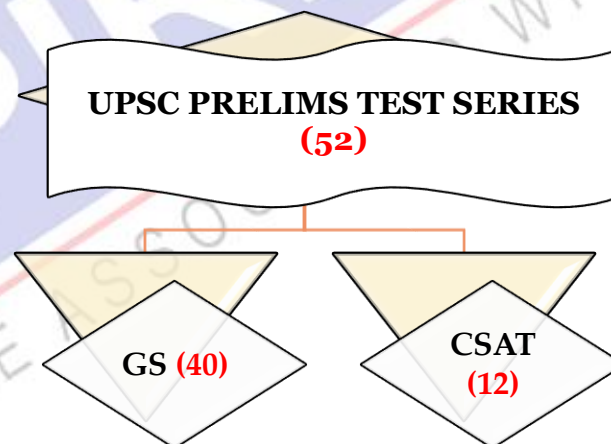 UPSC PRELIMS TEST SERIES
(52)
GS (40)
CSAT
(12)